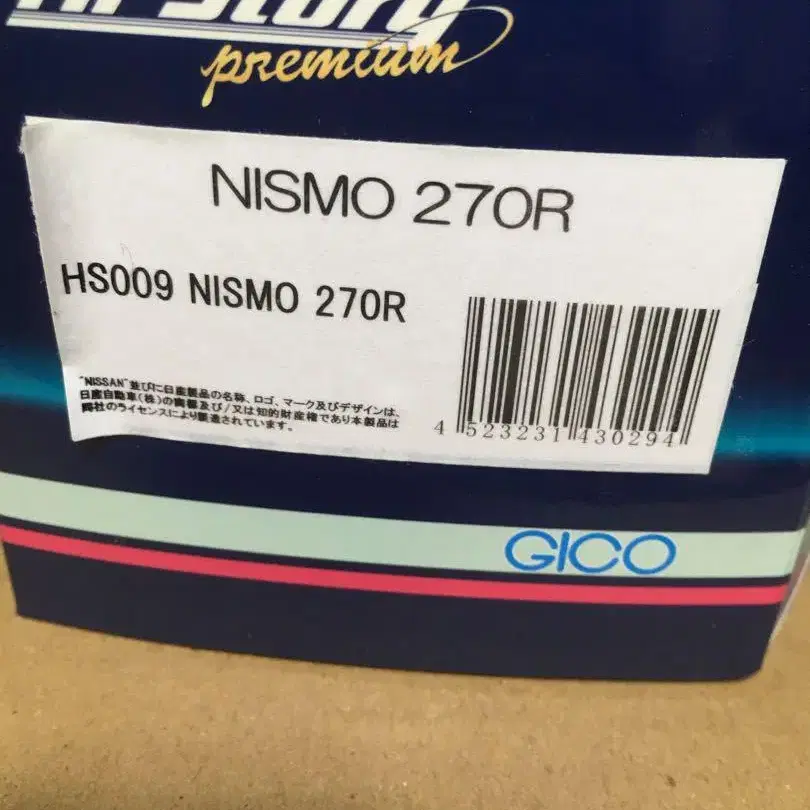 Hi-Story
premium
NISMO 270R
HS009 NISMO 270R
"NISSAN"並びに日産製品の名称、ロゴ、マーク及びデザインは、
日産自動車(株)の商標及び/又は知的財産権であり本製品は
同社のライセンスにより製造されています。
4 523231 430294
GICO